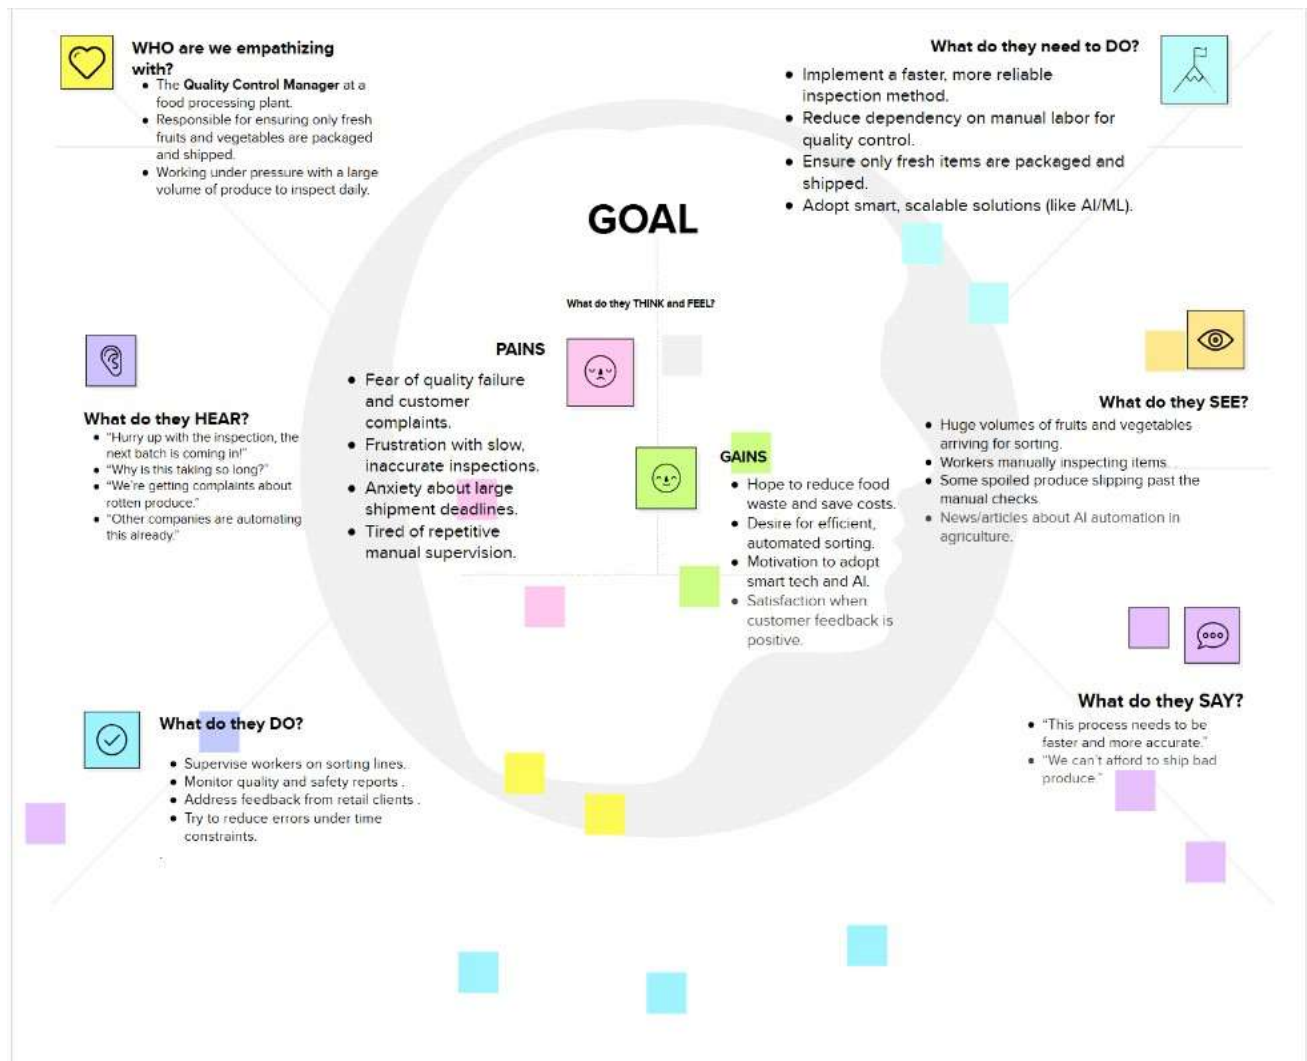 WHO are we empathizing
with?
• The Quality Control Manager at a
food processing plant.
• Responsible for ensuring only fresh
fruits and vegetables are packaged
and shipped.
• Working under pressure with a large
volume of produce to inspect daily.
What do they need to DO?
• Implement a faster, more reliable
inspection method.
• Reduce dependency on manual labor for
quality control.
• Ensure only fresh items are packaged and
shipped.
• Adopt smart, scalable solutions (like AI/ML).
GOAL
What do they THINK and FEEL?
PAINS
• Fear of quality failure
and customer
complaints.
• Frustration with slow,
inaccurate inspections.
• Anxiety about large
shipment deadlines.
• Tired of repetitive
manual supervision.
GAINS
• Hope to reduce food
waste and save costs.
• Desire for efficient,
automated sorting.
• Motivation to adopt
smart tech and AI.
• Satisfaction when
customer feedback is
positive.
What do they HEAR?
• "Hurry up with the inspection, the
next batch is coming in!"
• "Why is this taking so long?"
• "We're getting complaints about
rotten produce."
• "Other companies are automating
this already."
What do they SEE?
• Huge volumes of fruits and vegetables
arriving for sorting.
• Workers manually inspecting items.
• Some spoiled produce slipping past the
manual checks.
• News/articles about AI automation in
agriculture.
What do they DO?
• Supervise workers on sorting lines.
• Monitor quality and safety reports .
• Address feedback from retail clients .
• Try to reduce errors under time
constraints.
What do they SAY?
• "This process needs to be
faster and more accurate."
• "We can't afford to ship bad
produce"